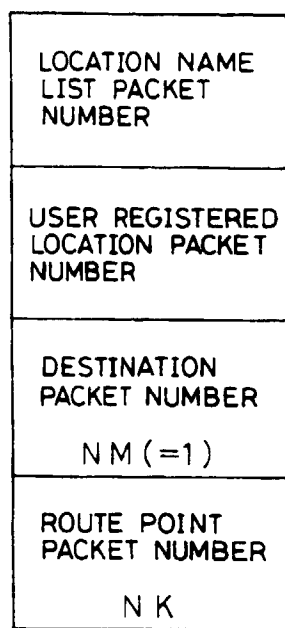 LOCATION NAME
LIST PACKET
NUMBER
USER REGISTERED
LOCATION PACKET
NUMBER
DESTINATION
PACKET NUMBER
NM(=1)
ROUTE POINT
PACKET NUMBER
NK